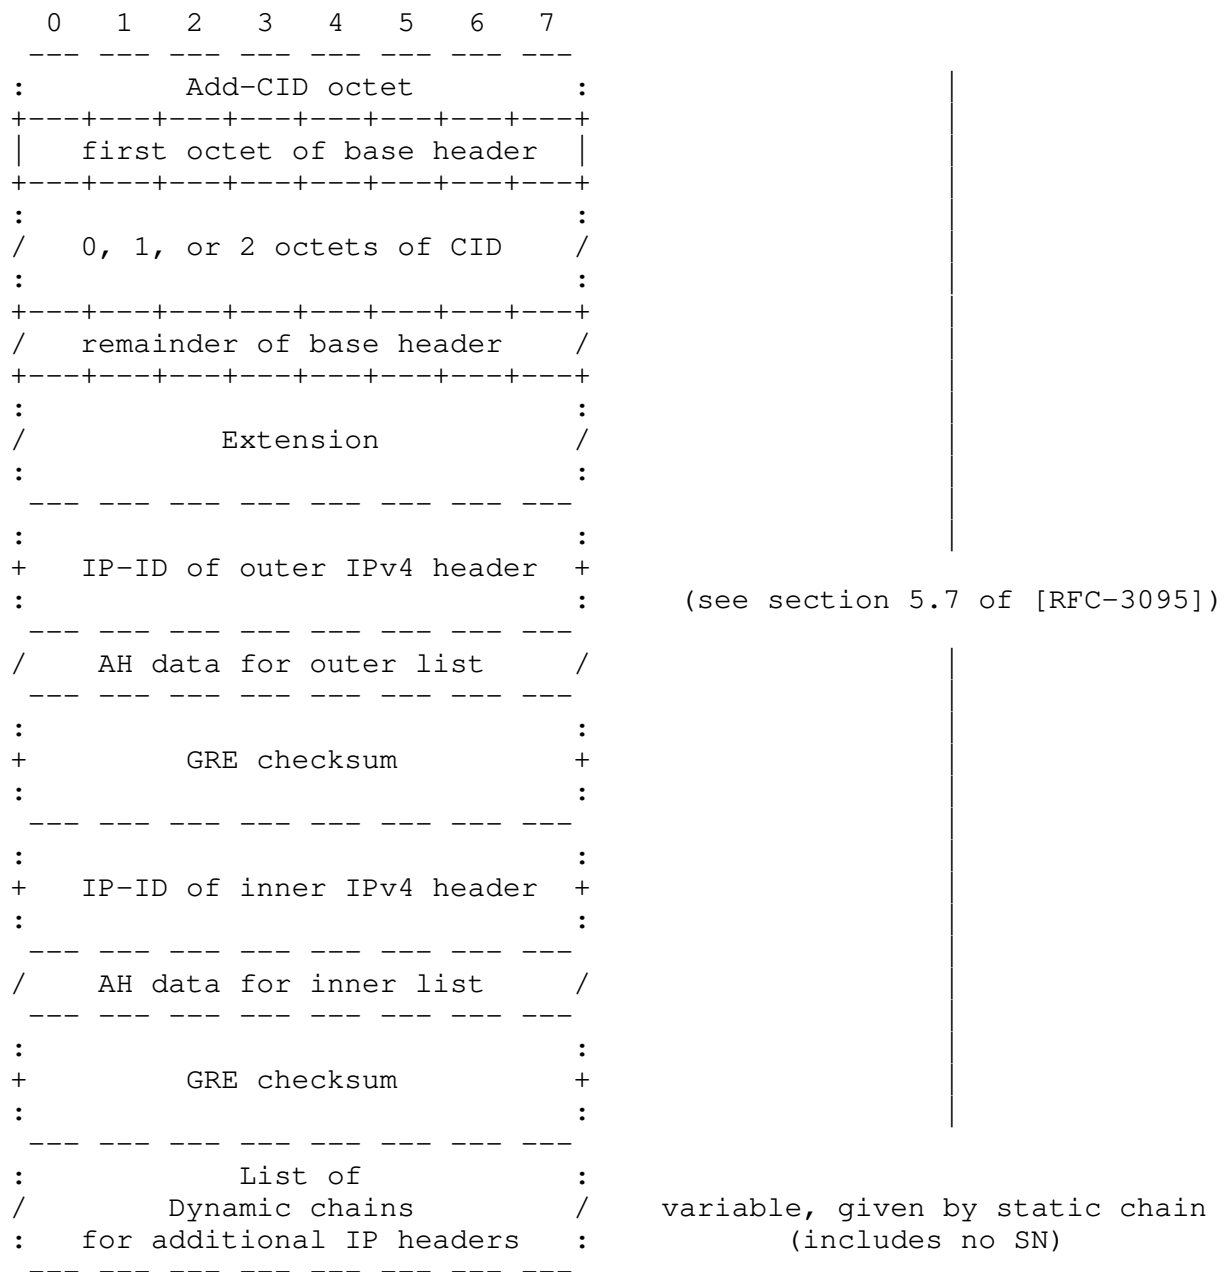 0 1 2 3 4 5 6 7
--- --- --- --- --- --- --- ---
: Add-CID octet : |
+---+---+---+---+---+---+---+---+ |
| first octet of base header | |
+---+---+---+---+---+---+---+---+ |
: : |
/ 0, 1, or 2 octets of CID / |
: : |
+---+---+---+---+---+---+---+---+ |
/ remainder of base header / |
+---+---+---+---+---+---+---+---+ |
: : |
/ Extension / |
: : |
--- --- --- --- --- --- --- --- |
: : |
+ IP-ID of outer IPv4 header +
: : (see section 5.7 of [RFC-3095])
--- --- --- --- --- --- --- ---
/ AH data for outer list / |
--- --- --- --- --- --- --- --- |
: : |
+ GRE checksum + |
: : |
--- --- --- --- --- --- --- --- |
: : |
+ IP-ID of inner IPv4 header + |
: : |
--- --- --- --- --- --- --- --- |
/ AH data for inner list / |
--- --- --- --- --- --- --- --- |
: : |
+ GRE checksum + |
: : |
--- --- --- --- --- --- --- ---
: List of :
/ Dynamic chains / variable, given by static chain
: for additional IP headers : (includes no SN)
--- --- --- --- --- --- --- ---